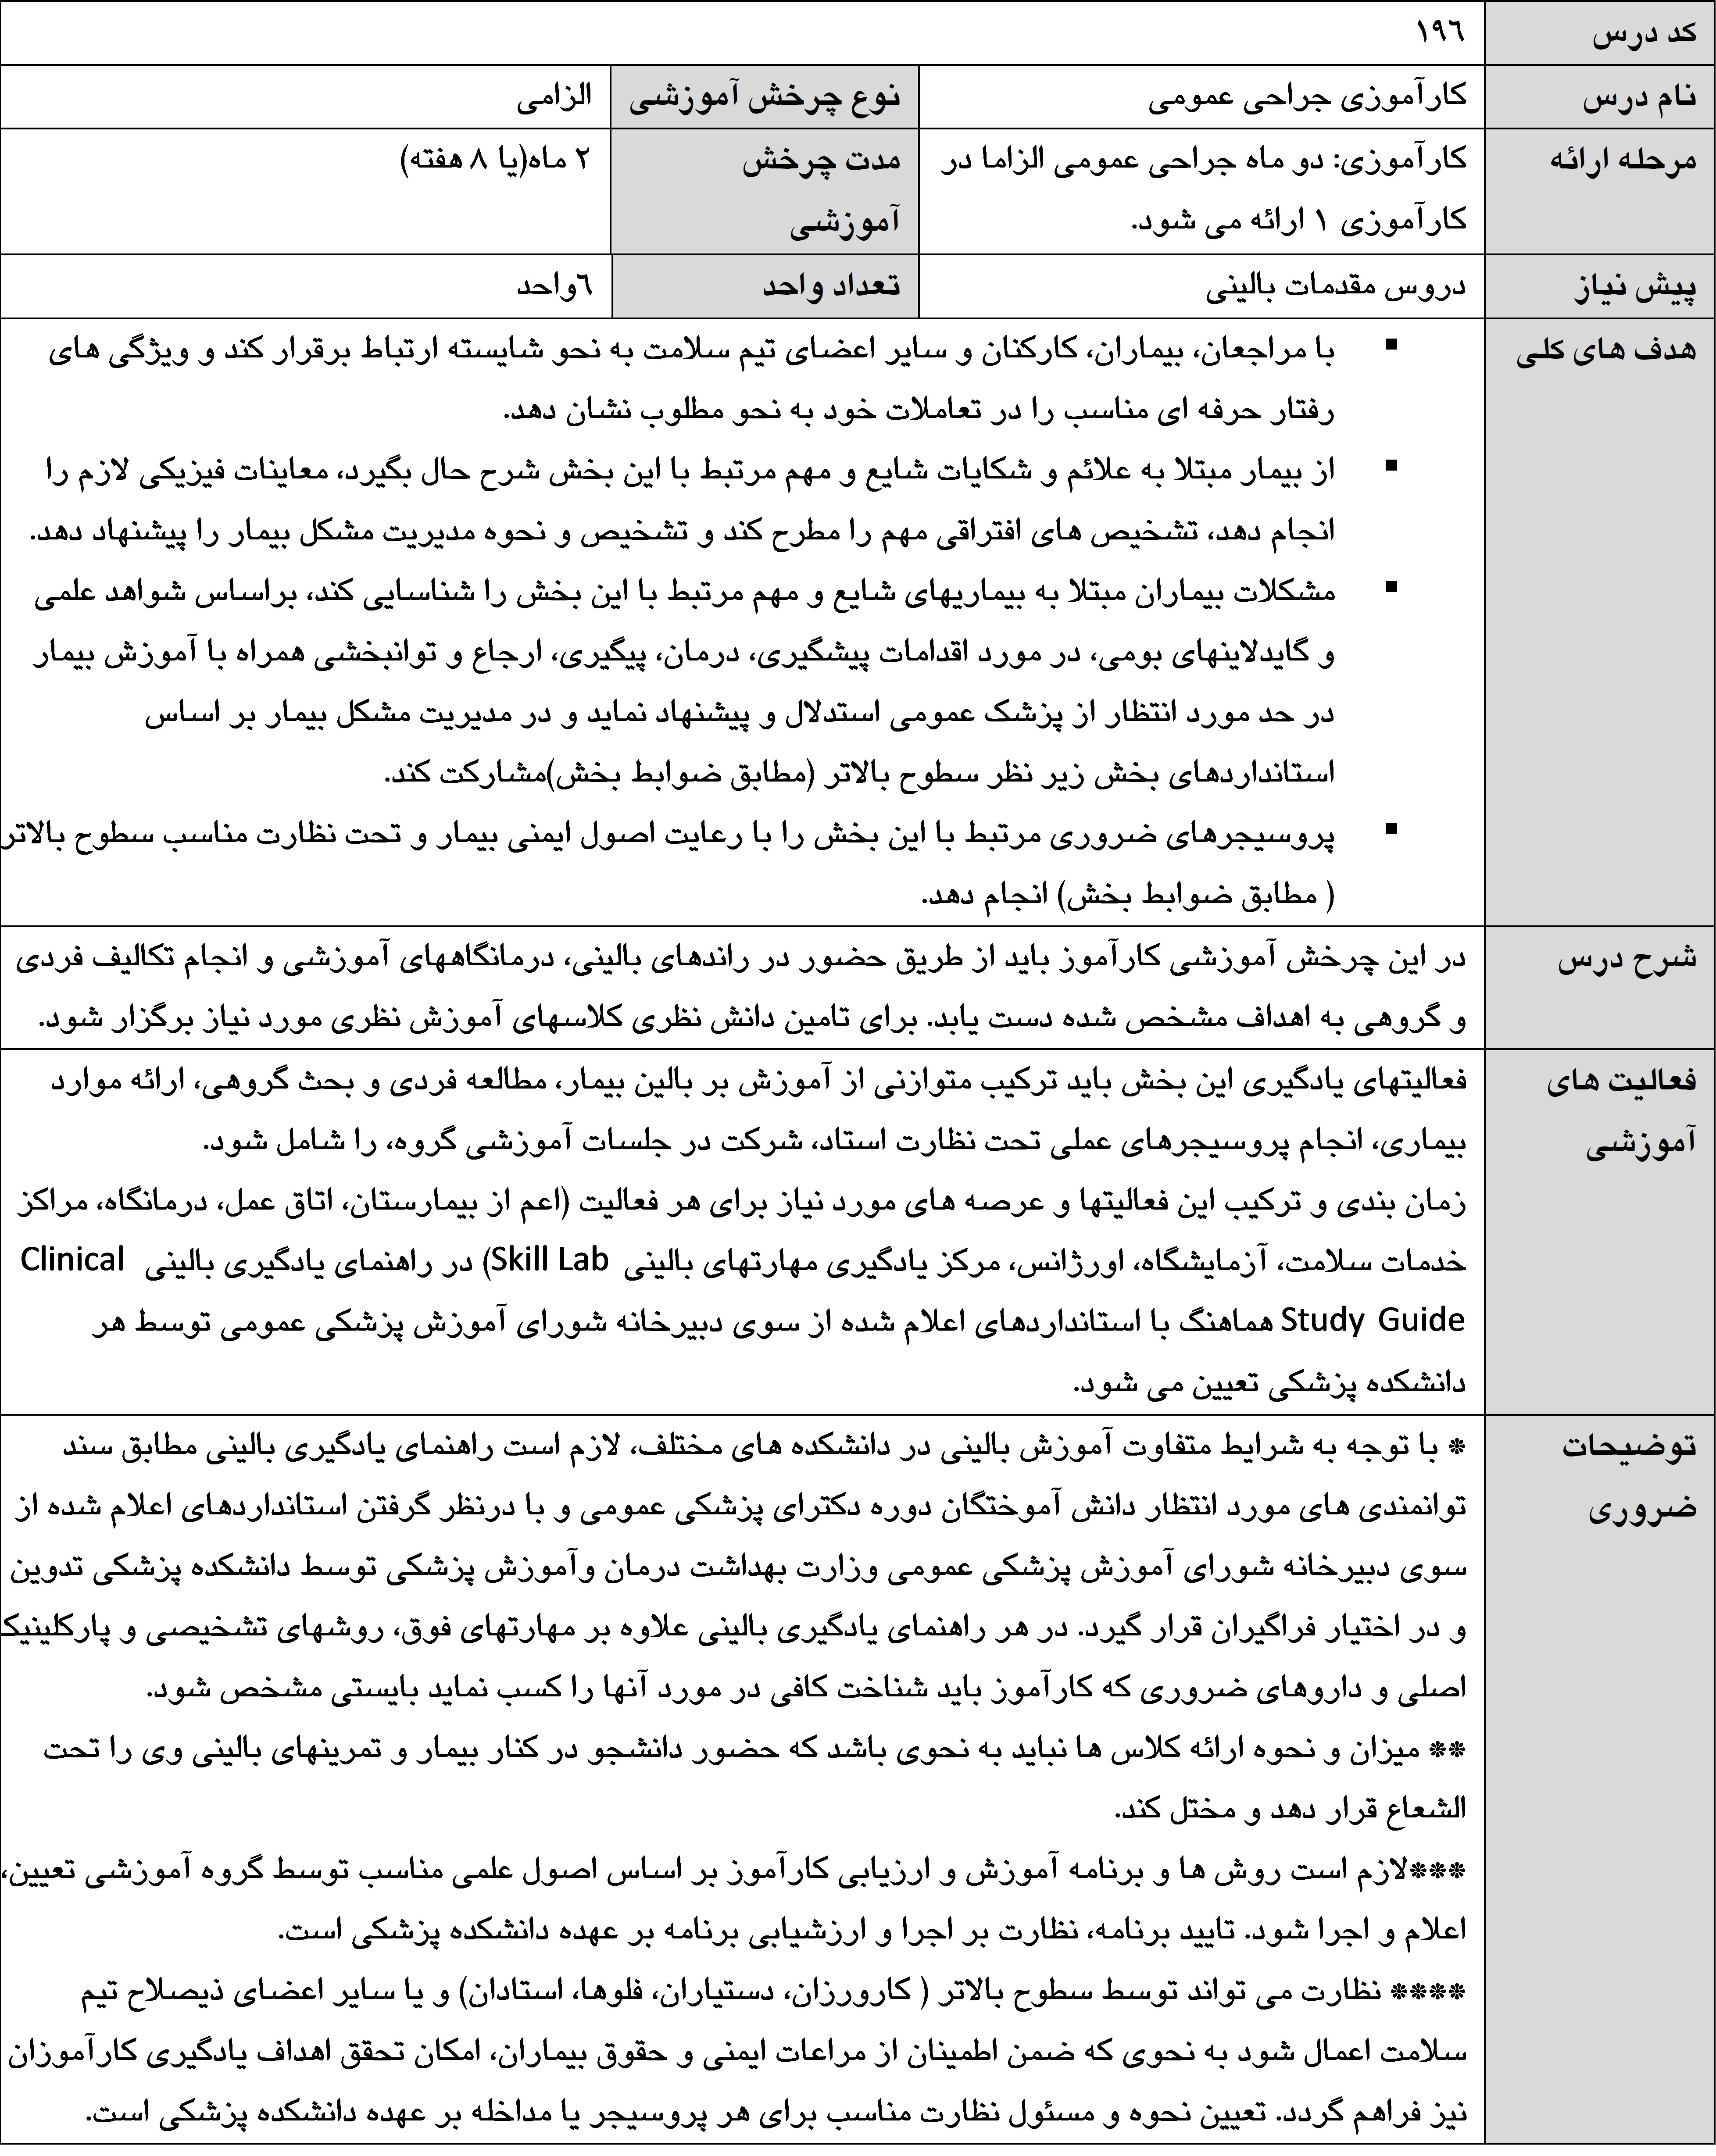 کد درس ۱۹٦
نام درس کارآموزی جراحی عمومی نوع چرخش آموزشی الزامی
مرحله ارائه کارآموزی: دو ماه جراحی عمومی الزاما در مدت چرخش ۲ ماه(یا ۸ هفته)
کارآموزی ۱ ارائه می شود. آموزشی
پیش نیاز دروس مقدمات بالینی تعداد واحد ٦واحد
هدف های کلی ▪ با مراجعان، بیماران، کارکنان و سایر اعضای تیم سلامت به نحو شایسته ارتباط برقرار کند و ویژگی های
رفتار حرفه ای مناسب را در تعاملات خود به نحو مطلوب نشان دهد.
▪ از بیمار مبتلا به علائم و شکایات شایع و مهم مرتبط با این بخش شرح حال بگیرد، معاینات فیزیکی لازم را
انجام دهد، تشخیص های افتراقی مهم را مطرح کند و تشخیص و نحوه مدیریت مشکل بیمار را پیشنهاد دهد.
▪ مشکلات بیماران مبتلا به بیماریهای شایع و مهم مرتبط با این بخش را شناسایی کند، براساس شواهد علمی
و گایدلاینهای بومی، در مورد اقدامات پیشگیری، درمان، پیگیری، ارجاع و توانبخشی همراه با آموزش بیمار
در حد مورد انتظار از پزشک عمومی استدلال و پیشنهاد نماید و در مدیریت مشکل بیمار بر اساس
استانداردهای بخش زیر نظر سطوح بالاتر (مطابق ضوابط بخش)مشارکت کند.
▪ پروسیجرهای ضروری مرتبط با این بخش را با رعایت اصول ایمنی بیمار و تحت نظارت مناسب سطوح بالاتر
( مطابق ضوابط بخش) انجام دهد.
شرح درس در این چرخش آموزشی کارآموز باید از طریق حضور در راندهای بالینی، درمانگاههای آموزشی و انجام تکالیف فردی
و گروهی به اهداف مشخص شده دست یابد. برای تامین دانش نظری کلاسهای آموزش نظری مورد نیاز برگزار شود.
فعالیت های فعالیتهای یادگیری این بخش باید ترکیب متوازنی از آموزش بر بالین بیمار، مطالعه فردی و بحث گروهی، ارائه موارد
آموزشی بیماری، انجام پروسیجرهای عملی تحت نظارت استاد، شرکت در جلسات آموزشی گروه، را شامل شود.
زمان بندی و ترکیب این فعالیتها و عرصه های مورد نیاز برای هر فعالیت (اعم از بیمارستان، اتاق عمل، درمانگاه، مراکز
خدمات سلامت، آزمایشگاه، اورژانس، مرکز یادگیری مهارتهای بالینی Skill Lab) در راهنمای یادگیری بالینی Clinical
Study Guide هماهنگ با استانداردهای اعلام شده از سوی دبیرخانه شورای آموزش پزشکی عمومی توسط هر
دانشکده پزشکی تعیین می شود.
توضیحات * با توجه به شرایط متفاوت آموزش بالینی در دانشکده های مختلف، لازم است راهنمای یادگیری بالینی مطابق سند
ضروری توانمندی های مورد انتظار دانش آموختگان دوره دکترای پزشکی عمومی و با درنظر گرفتن استانداردهای اعلام شده از
سوی دبیرخانه شورای آموزش پزشکی عمومی وزارت بهداشت درمان وآموزش پزشکی توسط دانشکده پزشکی تدوین
و در اختیار فراگیران قرار گیرد. در هر راهنمای یادگیری بالینی علاوه بر مهارتهای فوق، روشهای تشخیصی و پارکلینیک
اصلی و داروهای ضروری که کارآموز باید شناخت کافی در مورد آنها را کسب نماید بایستی مشخص شود.
** میزان و نحوه ارائه کلاس ها نباید به نحوی باشد که حضور دانشجو در کنار بیمار و تمرینهای بالینی وی را تحت
الشعاع قرار دهد و مختل کند.
***لازم است روش ها و برنامه آموزش و ارزیابی کارآموز بر اساس اصول علمی مناسب توسط گروه آموزشی تعیین،
اعلام و اجرا شود. تایید برنامه، نظارت بر اجرا و ارزشیابی برنامه بر عهده دانشکده پزشکی است.
**** نظارت می تواند توسط سطوح بالاتر ( کارورزان، دستیاران، فلوها، استادان) و یا سایر اعضای ذیصلاح تیم
سلامت اعمال شود به نحوی که ضمن اطمینان از مراعات ایمنی و حقوق بیماران، امکان تحقق اهداف یادگیری کارآموزان
نیز فراهم گردد. تعیین نحوه و مسئول نظارت مناسب برای هر پروسیجر یا مداخله بر عهده دانشکده پزشکی است.